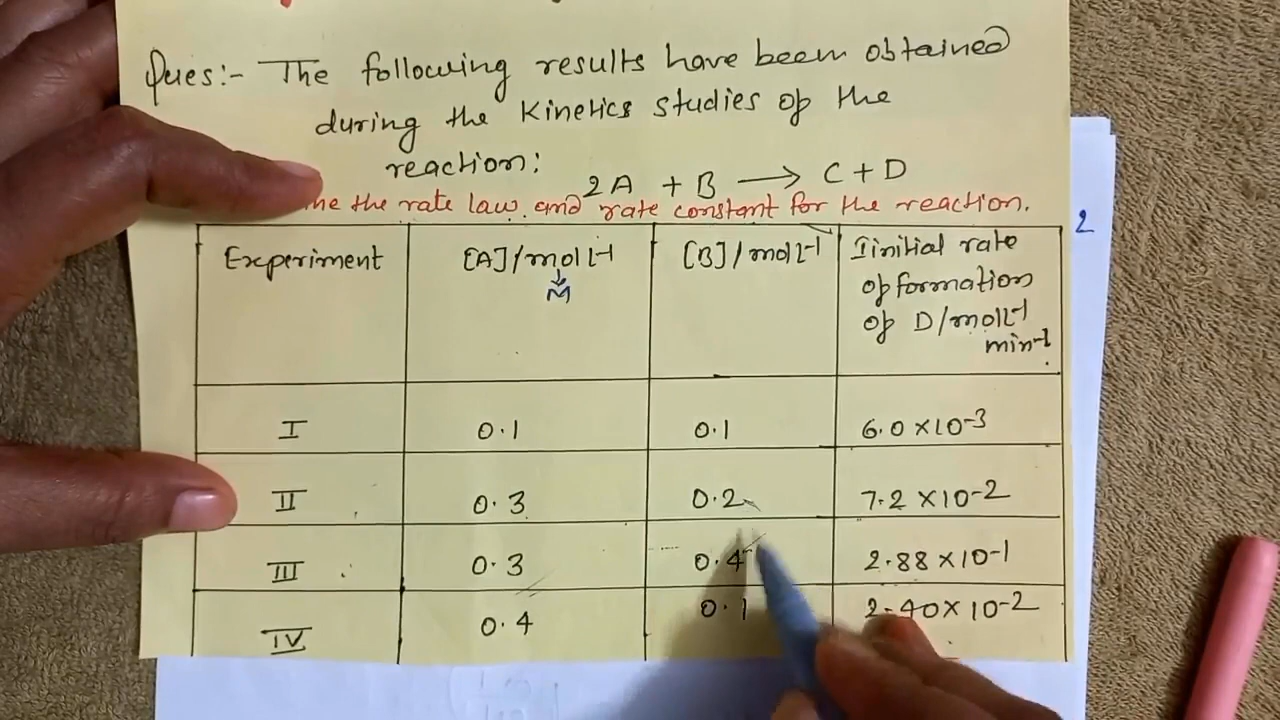 Ques:- The following results have been obtained
during the Kinetics studies of the
reaction:
2A + B → C + D
the rate law and rate constant for the reaction.
Experiment [A]/mol L-1 [B]/mol L-1 Iinitial rate
of formation
of D/mol L-1
min-1
M
I 0.1 0.1 6.0 × 10-3
II 0.3 0.2 7.2 × 10-2
III 0.3 0.4 2.88 × 10-1
IV 0.4 0.1 2.40 × 10-2
2